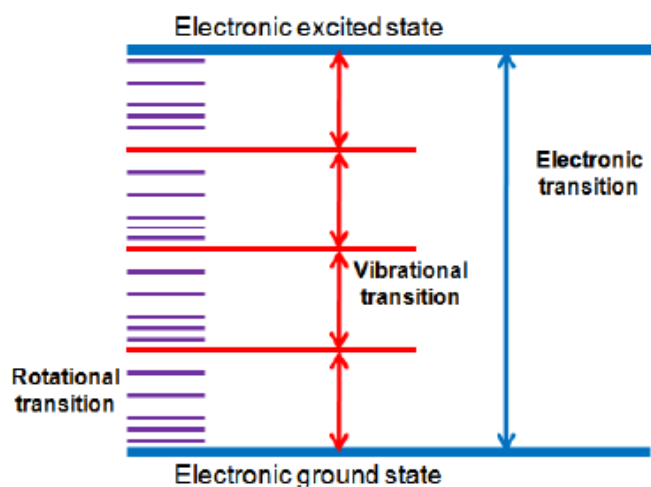 Electronic excited state
Electronic
transition
Vibrational
transition
Rotational
transition
Electronic ground state